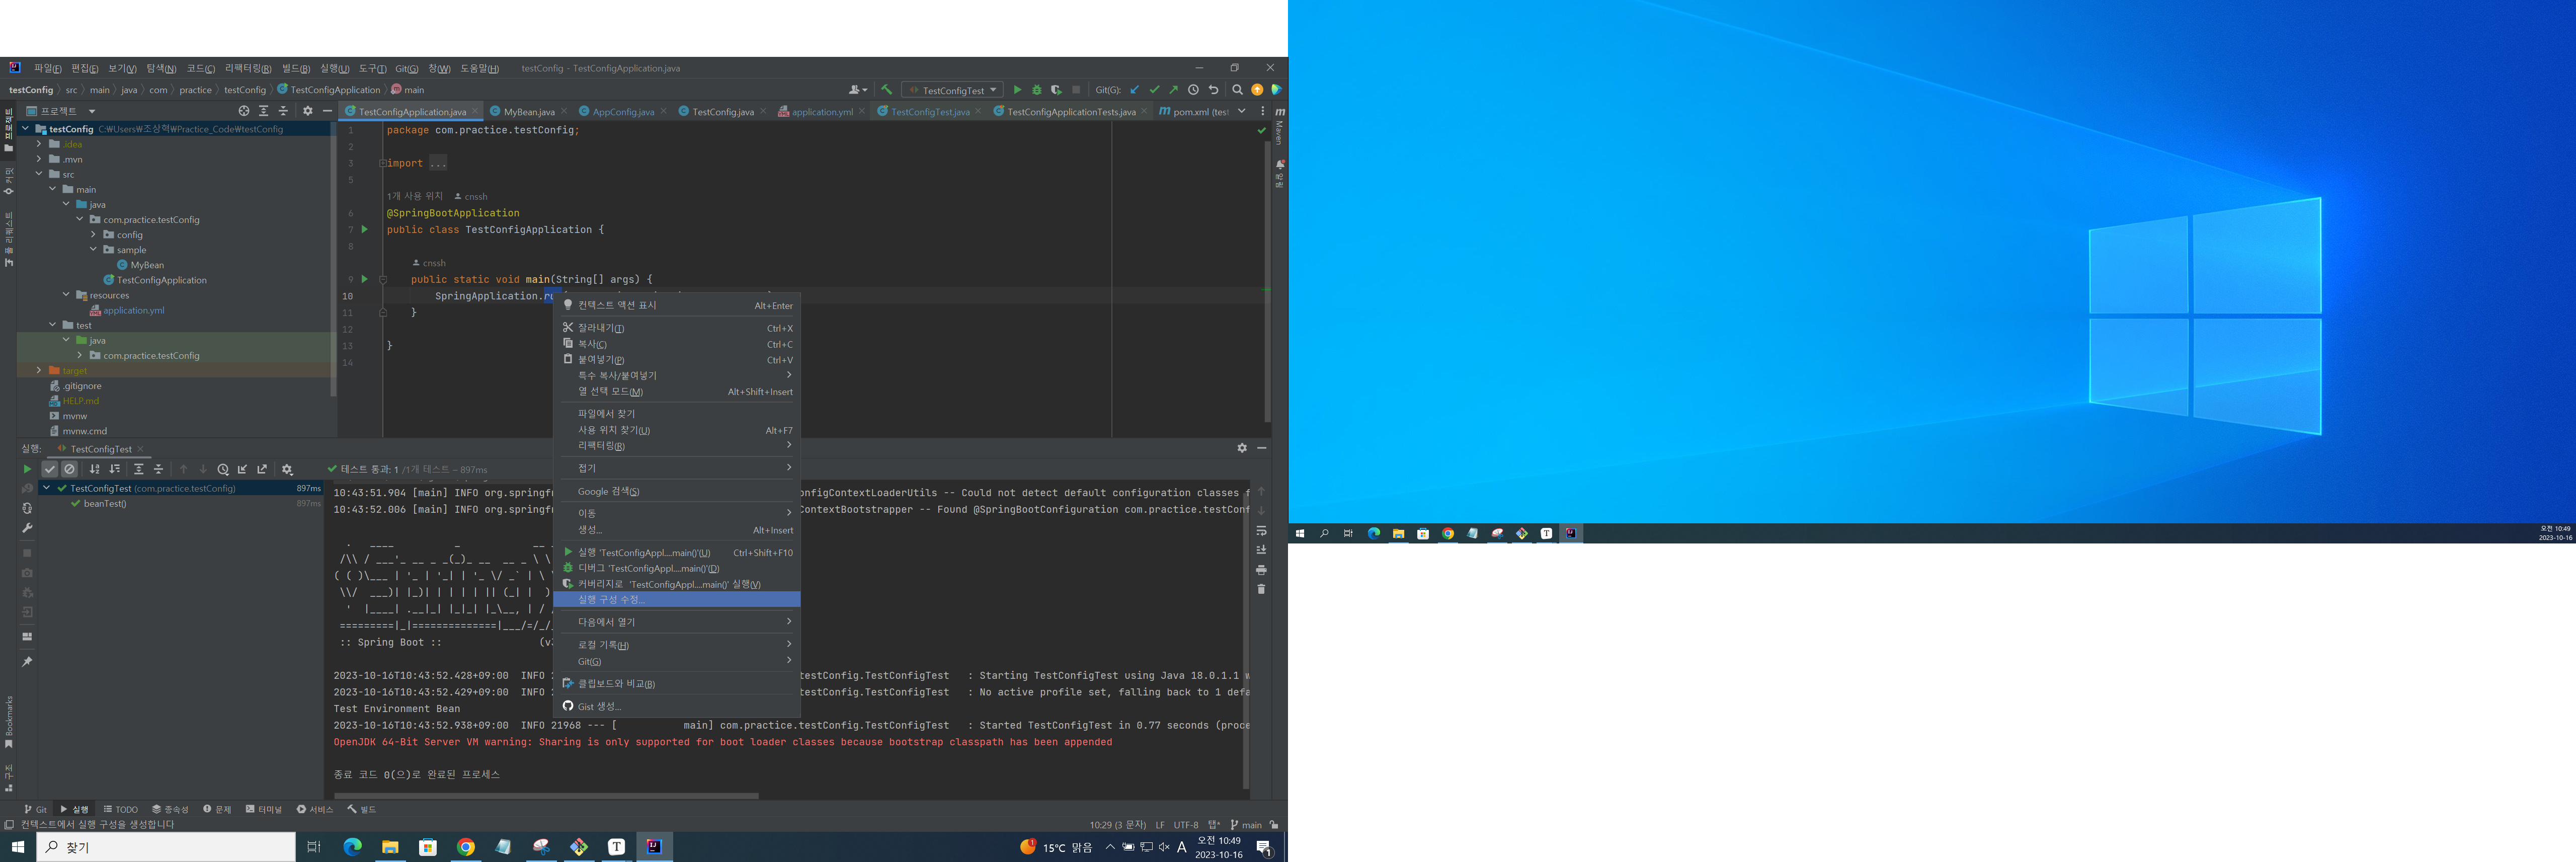 파일(F) 편집(E) 보기(V) 탐색(N) 코드(C) 리팩터링(R) 빌드(B) 실행(U) 도구(T) Git(G) 창(W) 도움말(H) testConfig - TestConfigApplication.java
testConfig src main java com practice testConfig TestConfigApplication main
TestConfigTest
Git(G):
프로젝트
TestConfigApplication.java MyBean.java AppConfig.java TestConfig.java application.yml TestConfigTest.java TestConfigApplicationTests.java pom.xml (test
testConfig C:₩Users₩조상혁₩Practice_Code₩testConfig
.idea
.mvn
src
main
java
com.practice.testConfig
config
sample
MyBean
TestConfigApplication
resources
application.yml
test
java
com.practice.testConfig
target
.gitignore
HELP.md
mvnw
mvnw.cmd
프로젝트
커밋
풀 리퀘스트
Bookmarks
구조
Maven
알림
1 package com.practice.testConfig;
2
3 import ...
5
1개 사용 위치 cnssh
6 @SpringBootApplication
7 public class TestConfigApplication {
8
cnssh
9 public static void main(String[] args) {
10 SpringApplication.ru
11 }
12
13 }
14
컨텍스트 액션 표시 Alt+Enter
잘라내기(T) Ctrl+X
복사(C) Ctrl+C
붙여넣기(P) Ctrl+V
특수 복사/붙여넣기
열 선택 모드(M) Alt+Shift+Insert
파일에서 찾기
사용 위치 찾기(U) Alt+F7
리팩터링(R)
접기
Google 검색(S)
이동
생성... Alt+Insert
실행 'TestConfigAppl....main()'(U) Ctrl+Shift+F10
디버그 'TestConfigAppl....main()'(D)
커버리지로 'TestConfigAppl....main()' 실행(V)
실행 구성 수정...
다음에서 열기
로컬 기록(H)
Git(G)
클립보드와 비교(B)
Gist 생성...
실행: TestConfigTest
테스트 통과: 1 /1개 테스트 – 897ms
TestConfigTest (com.practice.testConfig) 897ms
beanTest() 897ms
10:43:51.904 [main] INFO org.springf onfigContextLoaderUtils -- Could not detect default configuration classes f
10:43:52.006 [main] INFO org.springf ContextBootstrapper -- Found @SpringBootConfiguration com.practice.testConf
:: Spring Boot :: (v3
2023-10-16T10:43:52.428+09:00 INFO 2 testConfig.TestConfigTest : Starting TestConfigTest using Java 18.0.1.1 w
2023-10-16T10:43:52.429+09:00 INFO 2 testConfig.TestConfigTest : No active profile set, falling back to 1 defa
Test Environment Bean
2023-10-16T10:43:52.938+09:00 INFO 21968 --- [ main] com.practice.testConfig.TestConfigTest : Started TestConfigTest in 0.77 seconds (proce
OpenJDK 64-Bit Server VM warning: Sharing is only supported for boot loader classes because bootstrap classpath has been appended
종료 코드 0(으)로 완료된 프로세스
Git 실행 TODO 종속성 문제 터미널 서비스 빌드
컨텍스트에서 실행 구성을 생성합니다
10:29 (3 문자) LF UTF-8 탭* main
찾기
15°C 맑음
A
오전 10:49
2023-10-16
1
오전 10:49
2023-10-16